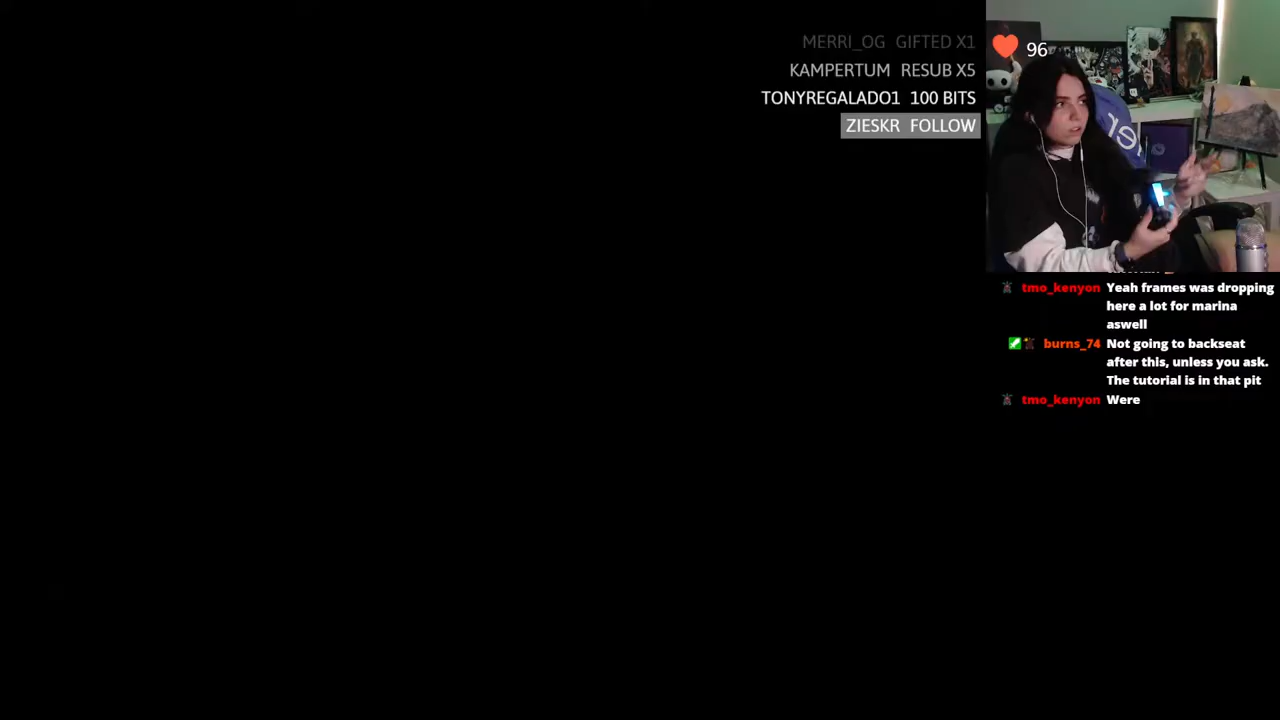 MERRI_OG GIFTED X1
KAMPERTUM RESUB X5
TONYREGALADO1 100 BITS
ZIESKR FOLLOW
96
tmo_kenyon Yeah frames was dropping
here a lot for marina
aswell
burns_74 Not going to backseat
after this, unless you ask.
The tutorial is in that pit
tmo_kenyon Were